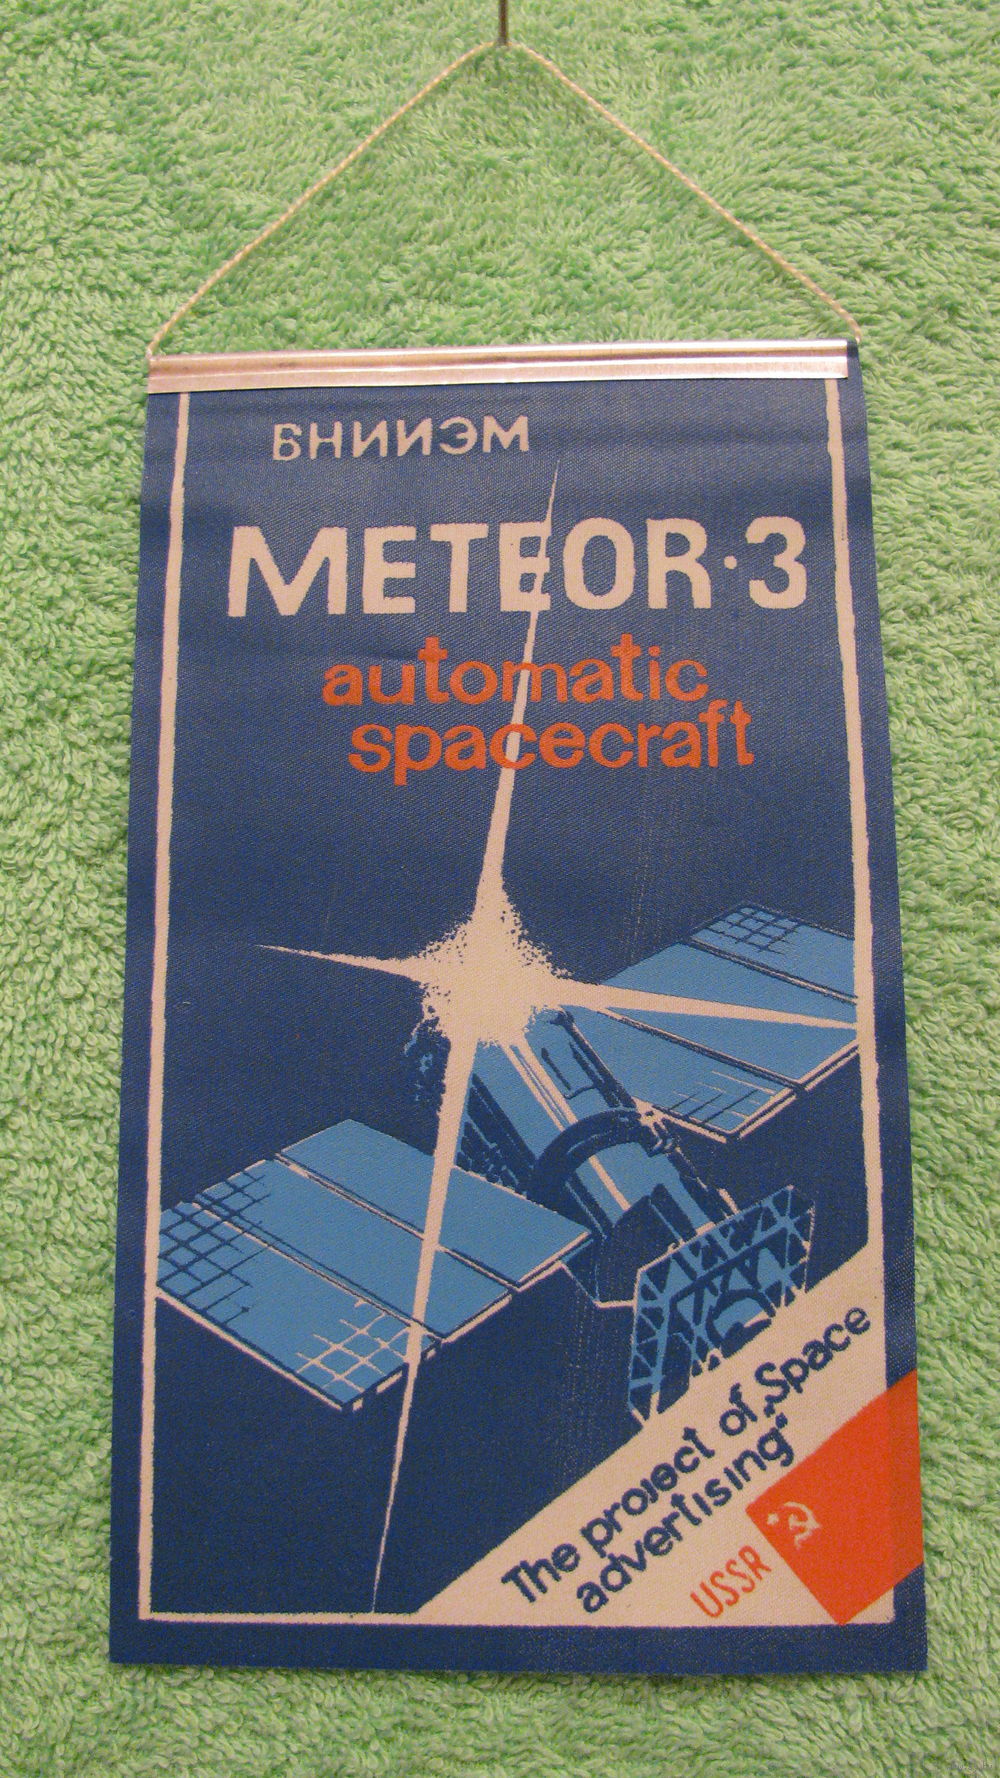 ВНИИЭМ
METEOR·3
automatic
spacecraft
The project of „Space
advertising“
USSR